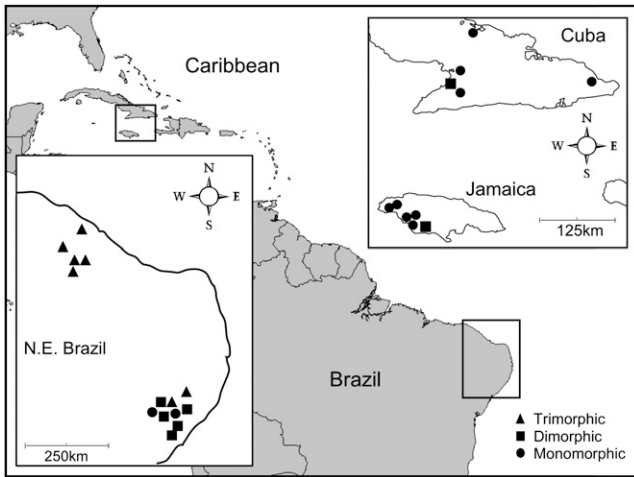 Caribbean
Cuba
N
W E
S
Jamaica
125km
N
W E
S
N.E. Brazil
250km
Brazil
Trimorphic
Dimorphic
Monomorphic